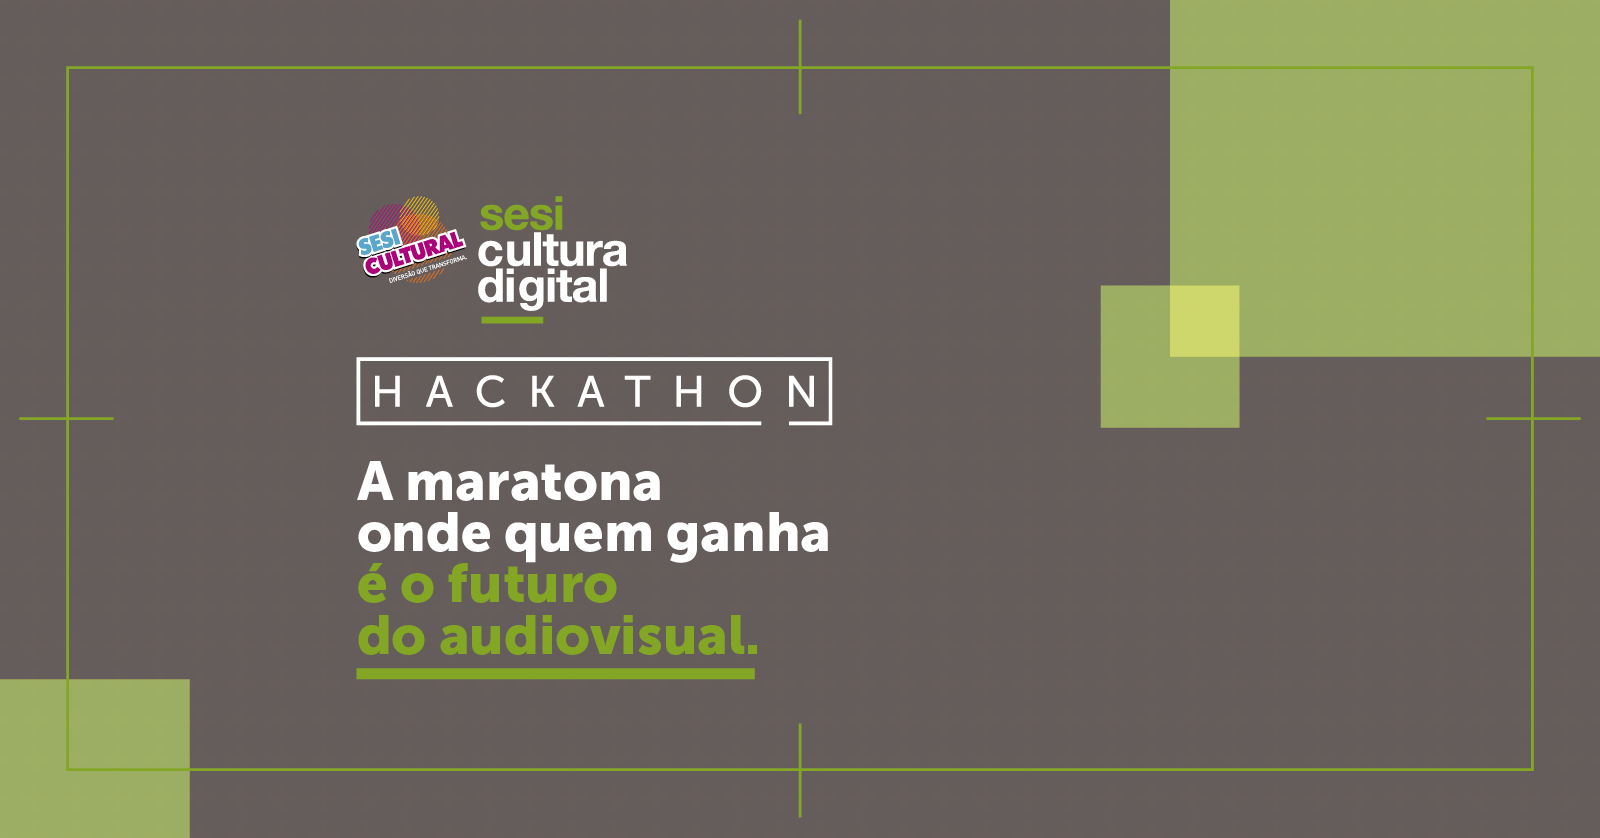 SESI
CULTURAL
DIVERSÃO QUE TRANSFORMA.
sesi
cultura
digital
HACKATHON
A maratona
onde quem ganha
é o futuro
do audiovisual.